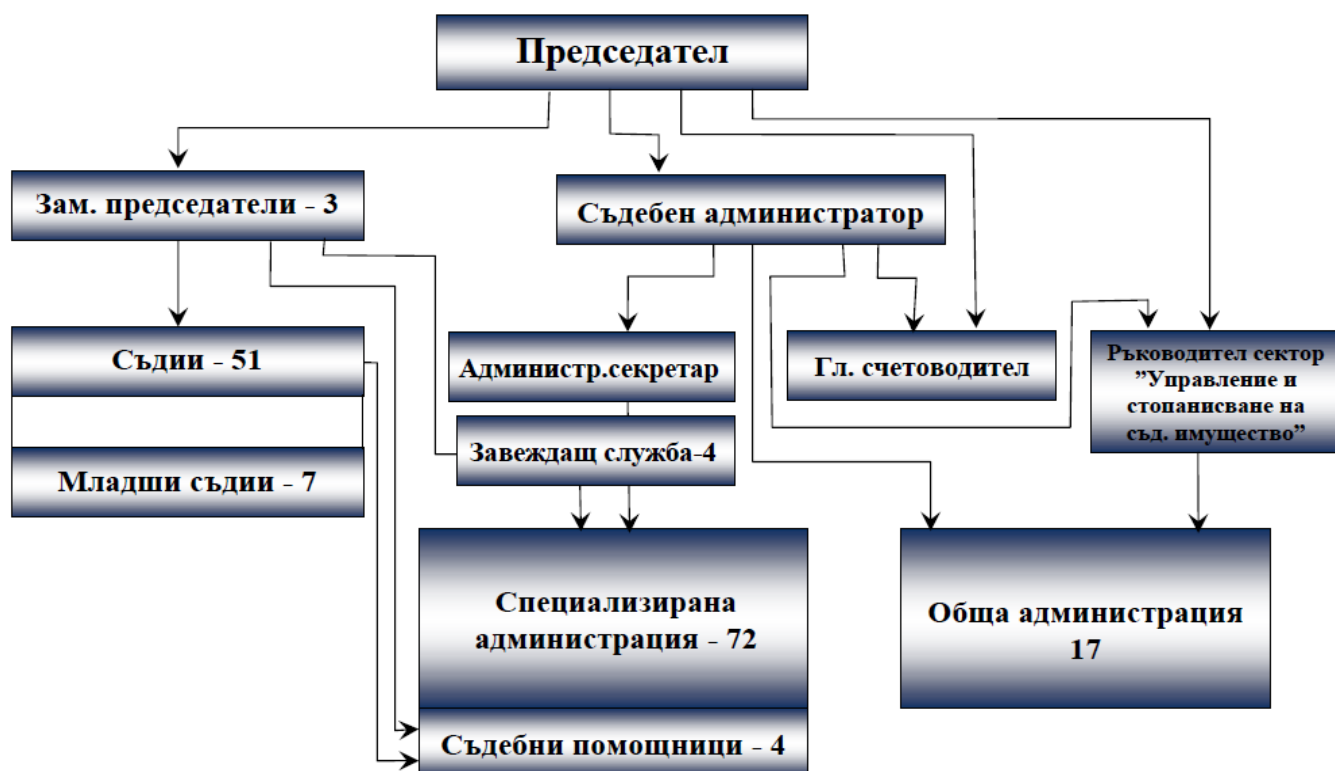 Председател
Зам. председатели - 3
Съдебен администратор
Съдии - 51
Администр.секретар
Гл. счетоводител
Ръководител сектор
”Управление и
стопанисване на
съд. имущество”
Завеждащ служба-4
Младши съдии - 7
Специализирана
администрация - 72
Обща администрация
17
Съдебни помощници - 4